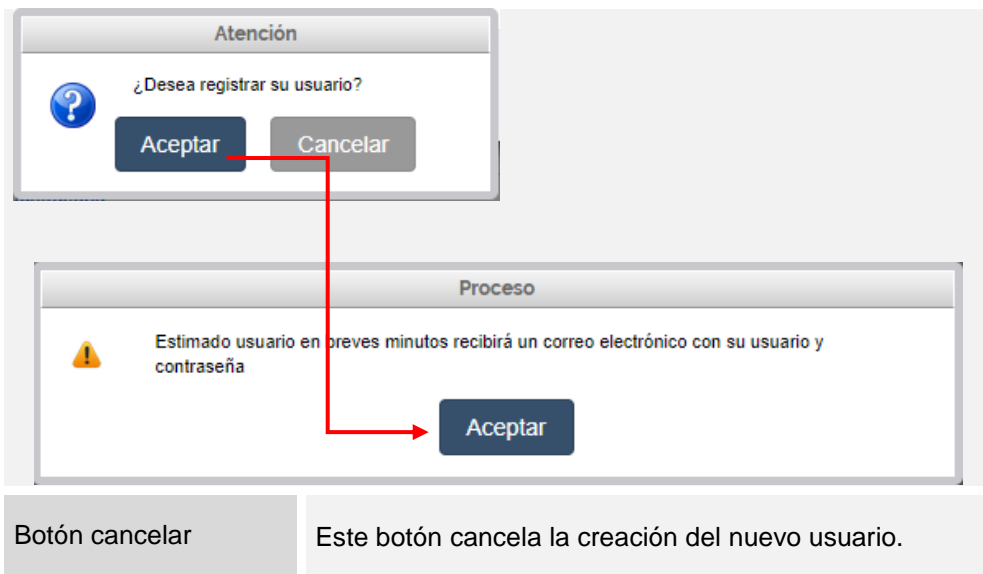 Atención
¿Desea registrar su usuario?
Aceptar
Cancelar
Proceso
Estimado usuario en breves minutos recibirá un correo electrónico con su usuario y
contraseña
Aceptar
Botón cancelar
Este botón cancela la creación del nuevo usuario.